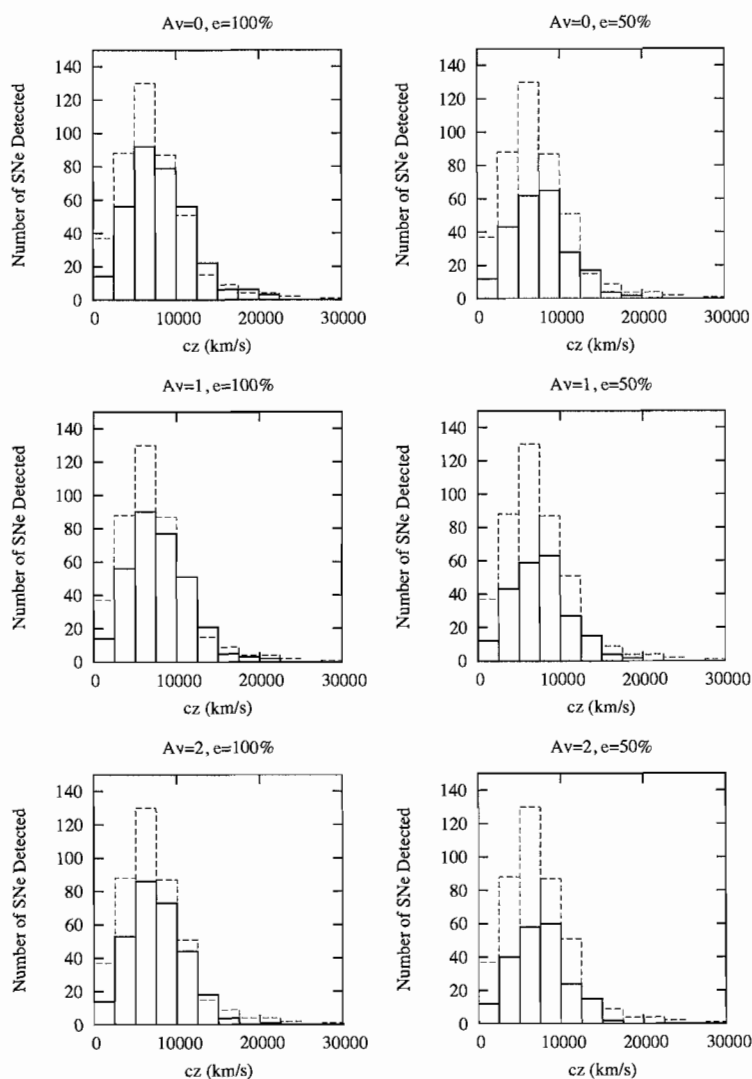 Av=0, e=100%
Number of SNe Detected
140
120
100
80
60
40
20
0
0 10000 20000 30000
cz (km/s)
Av=0, e=50%
Number of SNe Detected
140
120
100
80
60
40
20
0
0 10000 20000 30000
cz (km/s)
Av=1, e=100%
Number of SNe Detected
140
120
100
80
60
40
20
0
0 10000 20000 30000
cz (km/s)
Av=1, e=50%
Number of SNe Detected
140
120
100
80
60
40
20
0
0 10000 20000 30000
cz (km/s)
Av=2, e=100%
Number of SNe Detected
140
120
100
80
60
40
20
0
0 10000 20000 30000
cz (km/s)
Av=2, e=50%
Number of SNe Detected
140
120
100
80
60
40
20
0
0 10000 20000 30000
cz (km/s)